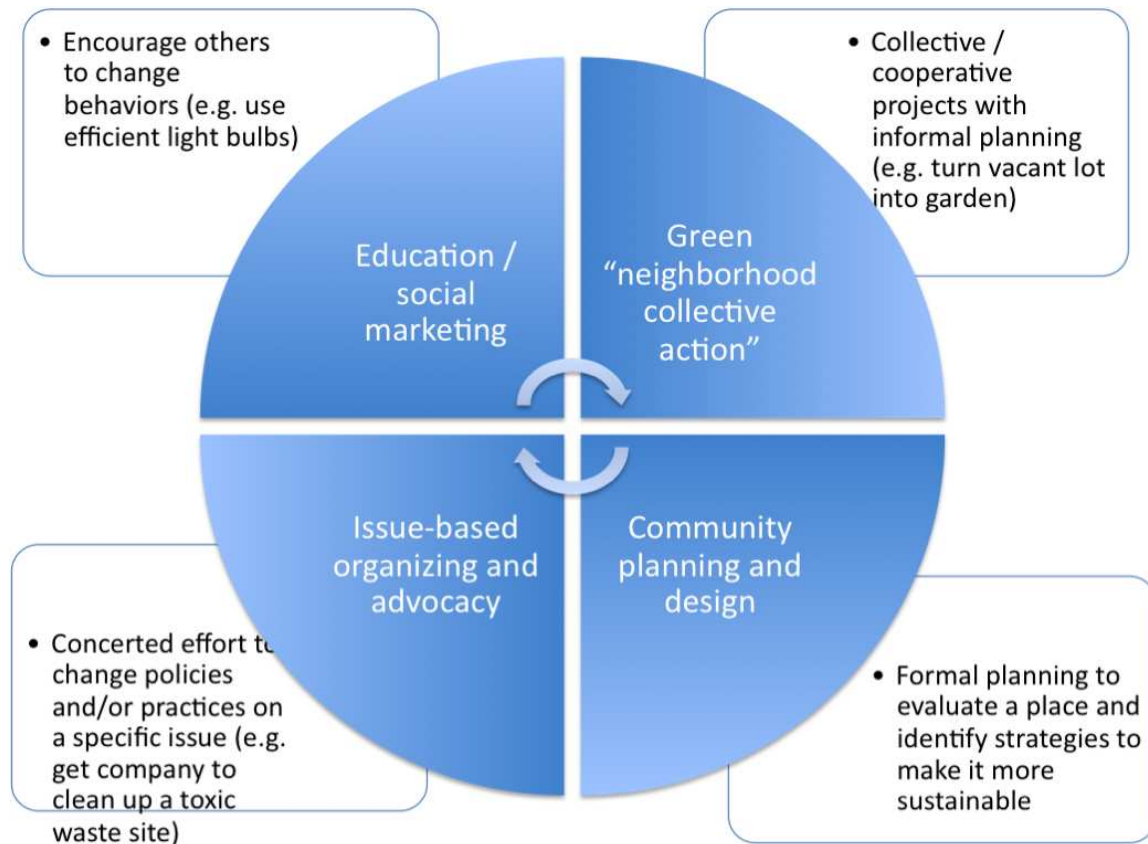 • Encourage others
to change
behaviors (e.g. use
efficient light bulbs)
• Collective /
cooperative
projects with
informal planning
(e.g. turn vacant lot
into garden)
Education /
social
marketing
Green
“neighborhood
collective
action”
Issue-based
organizing and
advocacy
Community
planning and
design
• Concerted effort to
change policies
and/or practices on
a specific issue (e.g.
get company to
clean up a toxic
waste site)
• Formal planning to
evaluate a place and
identify strategies to
make it more
sustainable